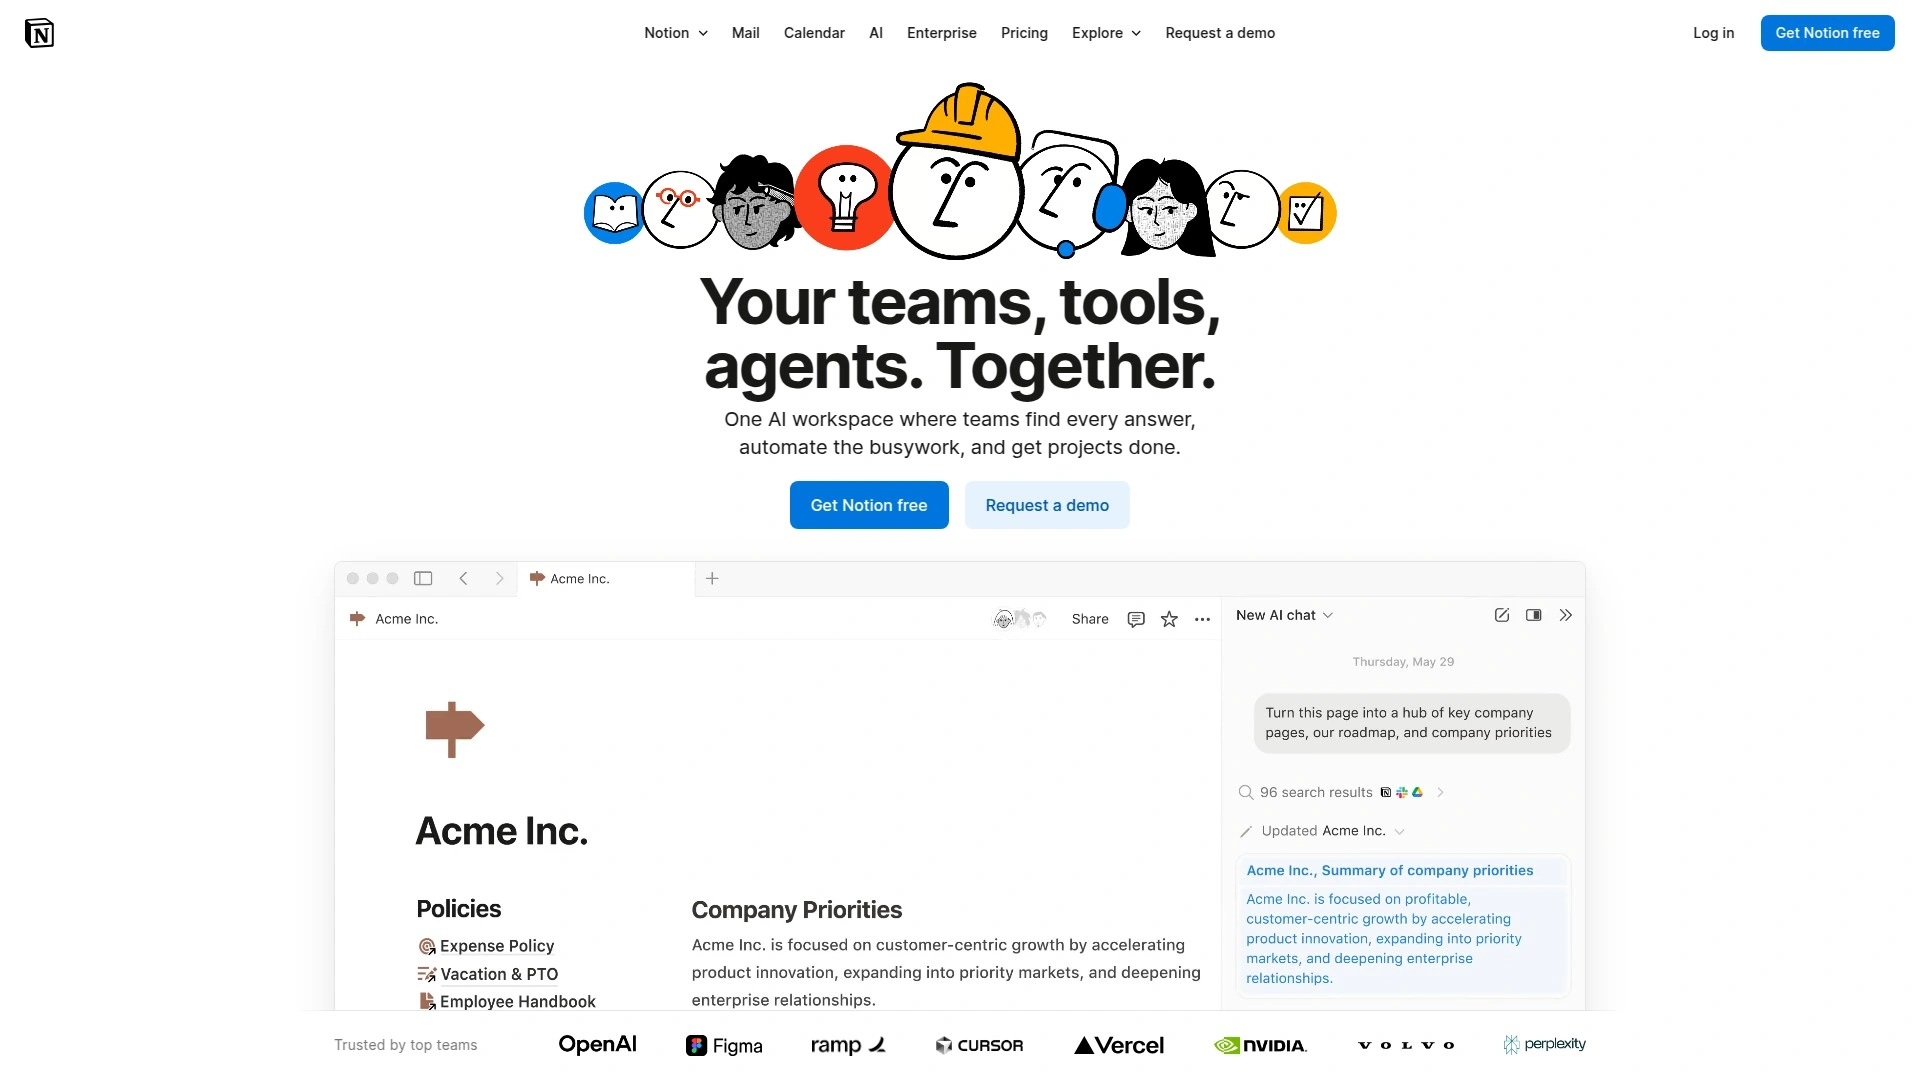 N
Notion
Mail
Calendar
AI
Enterprise
Pricing
Explore
Request a demo
Log in
Get Notion free
Your teams, tools,
agents. Together.
One AI workspace where teams find every answer,
automate the busywork, and get projects done.
Get Notion free
Request a demo
Acme Inc.
Acme Inc.
Share
Acme Inc.
Policies
Expense Policy
Vacation & PTO
Employee Handbook
Company Priorities
Acme Inc. is focused on customer-centric growth by accelerating
product innovation, expanding into priority markets, and deepening
enterprise relationships.
New AI chat
Thursday, May 29
Turn this page into a hub of key company
pages, our roadmap, and company priorities
96 search results
Updated Acme Inc.
Acme Inc., Summary of company priorities
Acme Inc. is focused on profitable,
customer-centric growth by accelerating
product innovation, expanding into priority
markets, and deepening enterprise
relationships.
Trusted by top teams
OpenAI
Figma
ramp
CURSOR
Vercel
NVIDIA.
VOLVO
perplexity